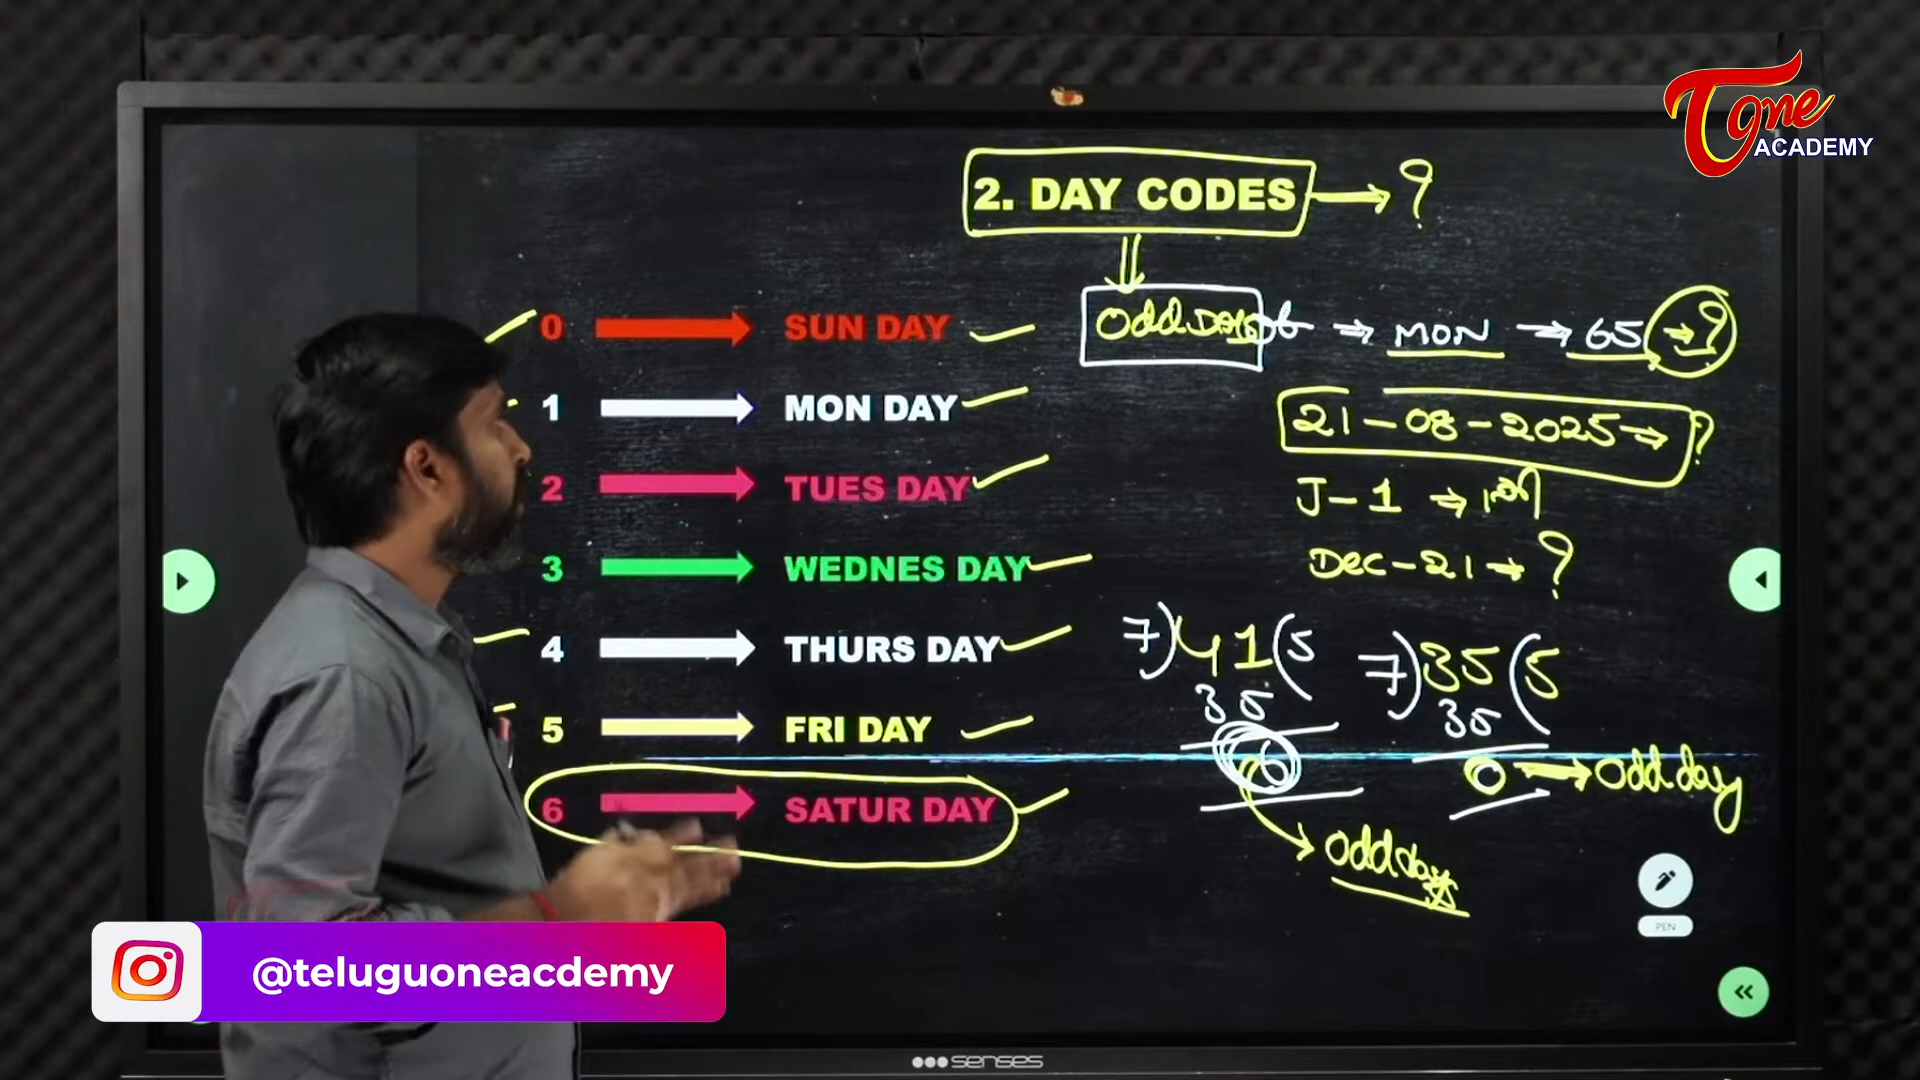 Tone
ACADEMY
2. DAY CODES → ?
0 → SUN DAY
1 → MON DAY
2 → TUES DAY
3 → WEDNES DAY
4 → THURS DAY
5 → FRI DAY
6 → SATUR DAY
Odd → MON → 65 → ?
21-08-2025 → ?
J-1 →
Dec-21 → ?
7)41(5
35
6
odd days
7)35(5
35
0 → odd day
PEN
@teluguoneacdemy
senses